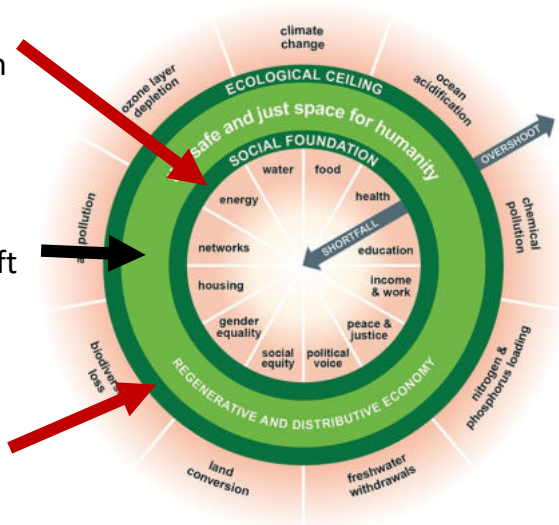 climate
change
ozone layer
depletion
ocean
acidification
ECOLOGICAL CEILING
safe and just space for humanity
OVERSHOOT
SOCIAL FOUNDATION
water
food
energy
health
SHORTFALL
chemical
pollution
pollution
networks
education
ft
housing
income
& work
gender
equality
peace &
justice
social
equity
political
voice
biodivers
loss
nitrogen &
phosphorus loading
REGENERATIVE AND DISTRIBUTIVE ECONOMY
land
conversion
freshwater
withdrawals